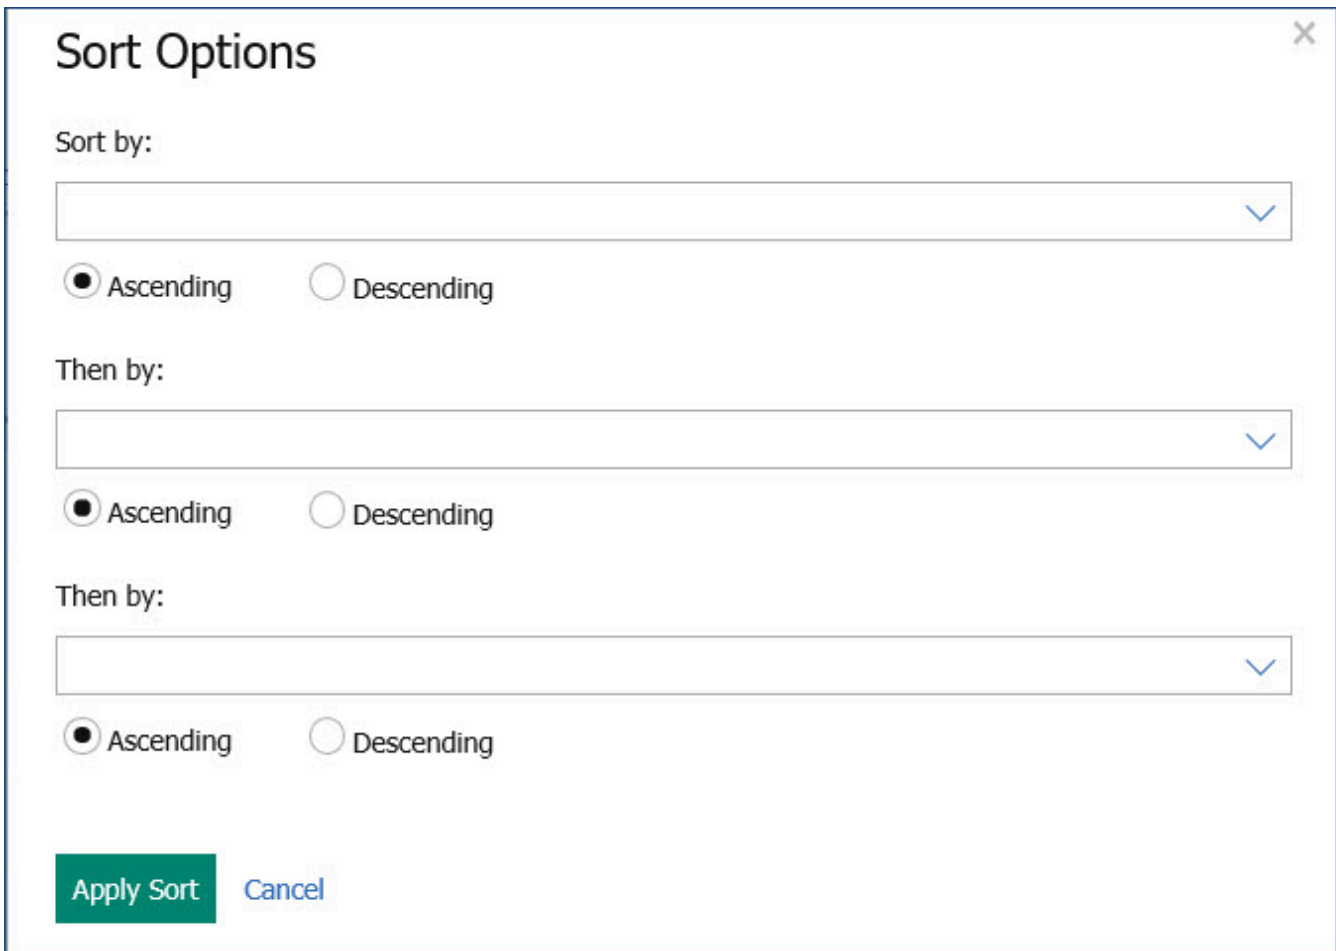 Sort Options
Sort by:
Ascending Descending
Then by:
Ascending Descending
Then by:
Ascending Descending
Apply Sort Cancel